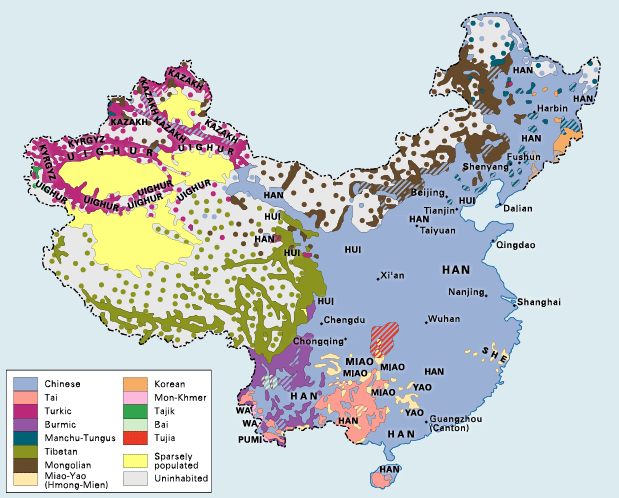 KAZAKH
KAZAKH
KAZAKH
KAZAKH
KAZAKH
KYRGYZ
KYRGYZ
UIGHUR
UIGHUR
UIGHUR
UIGHUR
UIGHUR
UIGHUR
UIGHUR
HAN
HAN
Harbin
HAN
Fushun
Shenyang
Beijing
HUI
Tianjin
Dalian
HAN
Taiyuan
Qingdao
HAN
HUI
HAN
HUI
HUI
HAN
Xi'an
Nanjing
Shanghai
HUI
Chengdu
Wuhan
Chongqing
SHE
MIAO
MIAO
MIAO
HAN
MIAO
YAO
HAN
YAO
WA
WA
PUMI
HAN
HAN
Guangzhou
(Canton)
HAN
Chinese
Tai
Turkic
Burmic
Manchu-Tungus
Tibetan
Mongolian
Miao-Yao
(Hmong-Mien)
Korean
Mon-Khmer
Tajik
Bai
Tujia
Sparsely
populated
Uninhabited